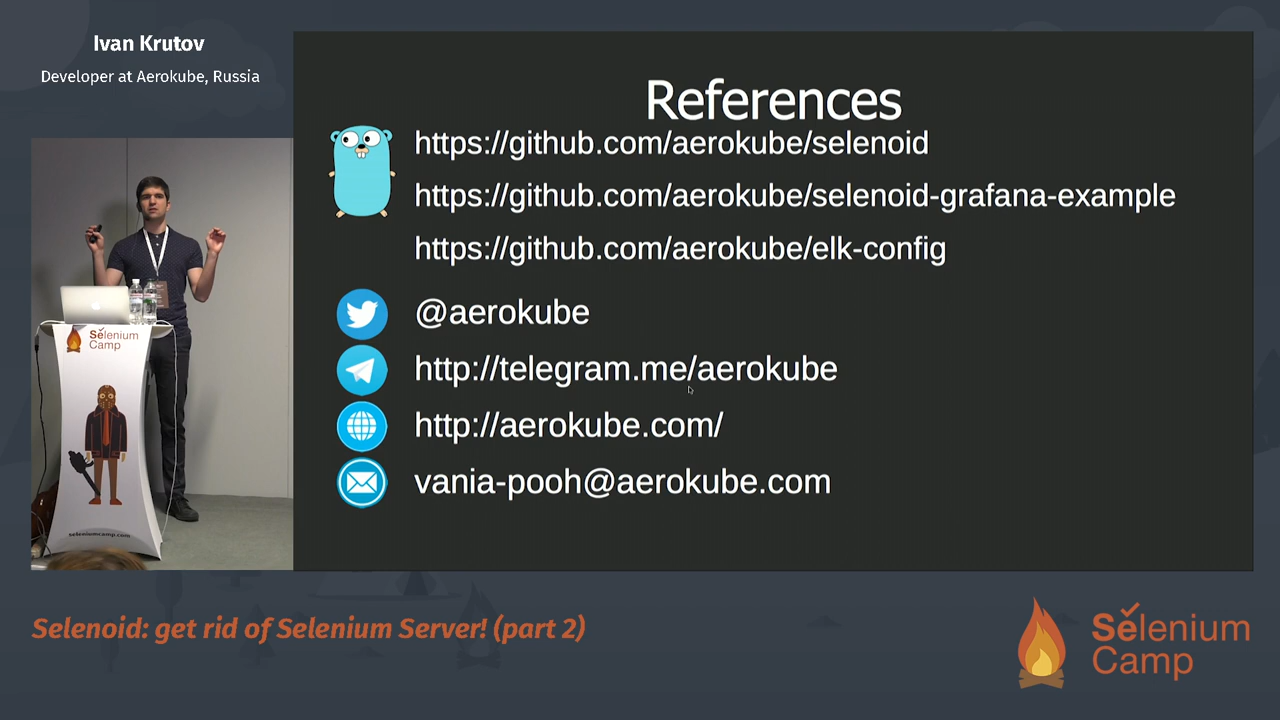 Ivan Krutov
Developer at Aerokube, Russia
References
https://github.com/aerokube/selenoid
https://github.com/aerokube/selenoid-grafana-example
https://github.com/aerokube/elk-config
@aerokube
http://telegram.me/aerokube
http://aerokube.com/
vania-pooh@aerokube.com
Selenium
Camp
seleniumcamp.com
Selenoid: get rid of Selenium Server! (part 2)
Selenium
Camp